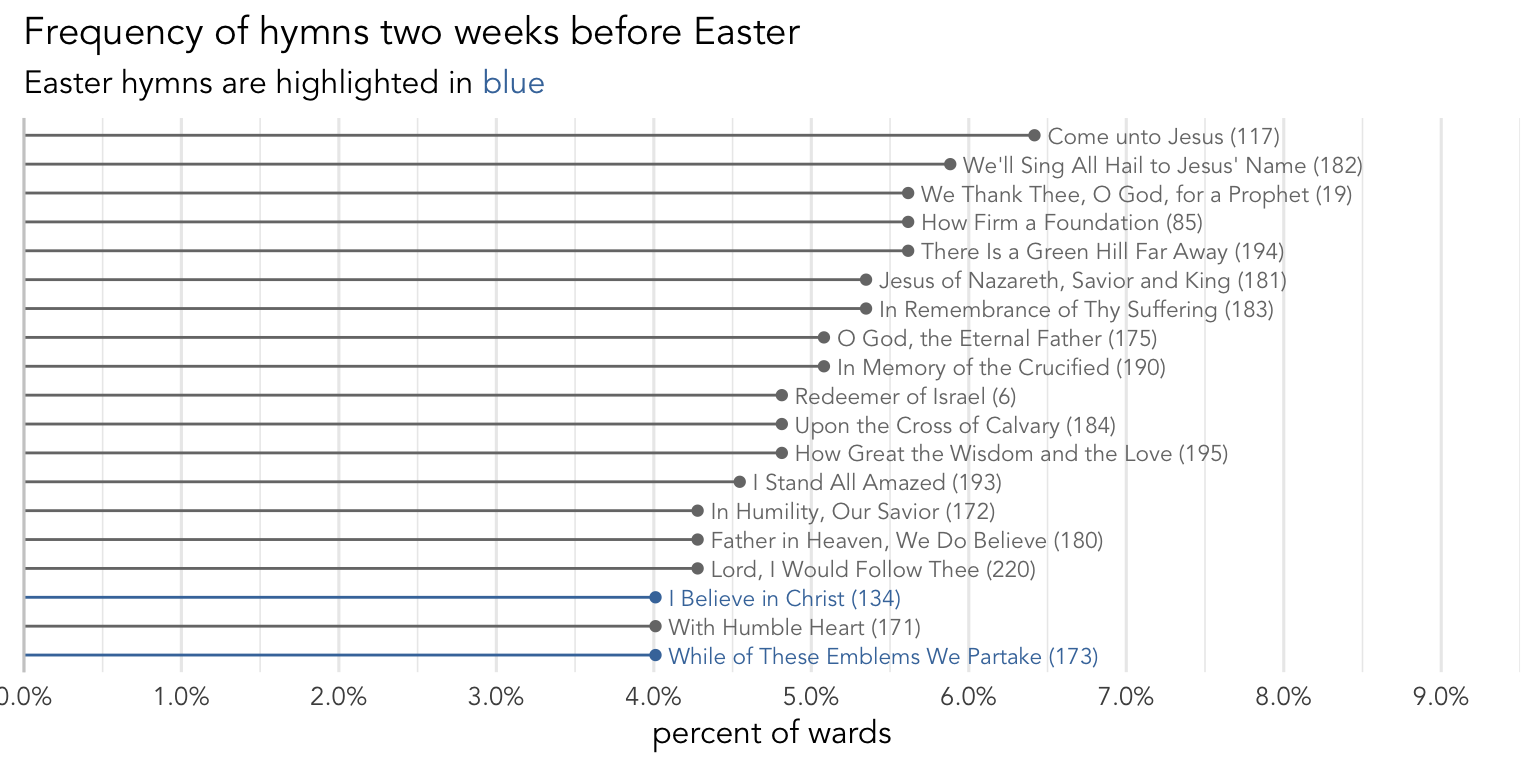 Frequency of hymns two weeks before Easter
Easter hymns are highlighted in blue
Come unto Jesus (117)
We'll Sing All Hail to Jesus' Name (182)
We Thank Thee, O God, for a Prophet (19)
How Firm a Foundation (85)
There Is a Green Hill Far Away (194)
Jesus of Nazareth, Savior and King (181)
In Remembrance of Thy Suffering (183)
O God, the Eternal Father (175)
In Memory of the Crucified (190)
Redeemer of Israel (6)
Upon the Cross of Calvary (184)
How Great the Wisdom and the Love (195)
I Stand All Amazed (193)
In Humility, Our Savior (172)
Father in Heaven, We Do Believe (180)
Lord, I Would Follow Thee (220)
I Believe in Christ (134)
With Humble Heart (171)
While of These Emblems We Partake (173)
0.0% 1.0% 2.0% 3.0% 4.0% 5.0% 6.0% 7.0% 8.0% 9.0%
percent of wards